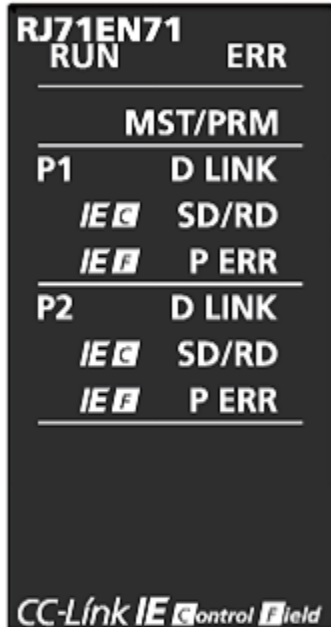 RJ71EN71
RUN ERR
MST/PRM
P1 D LINK
IE C SD/RD
IE F P ERR
P2 D LINK
IE C SD/RD
IE F P ERR
CC-Línk IE Control Field